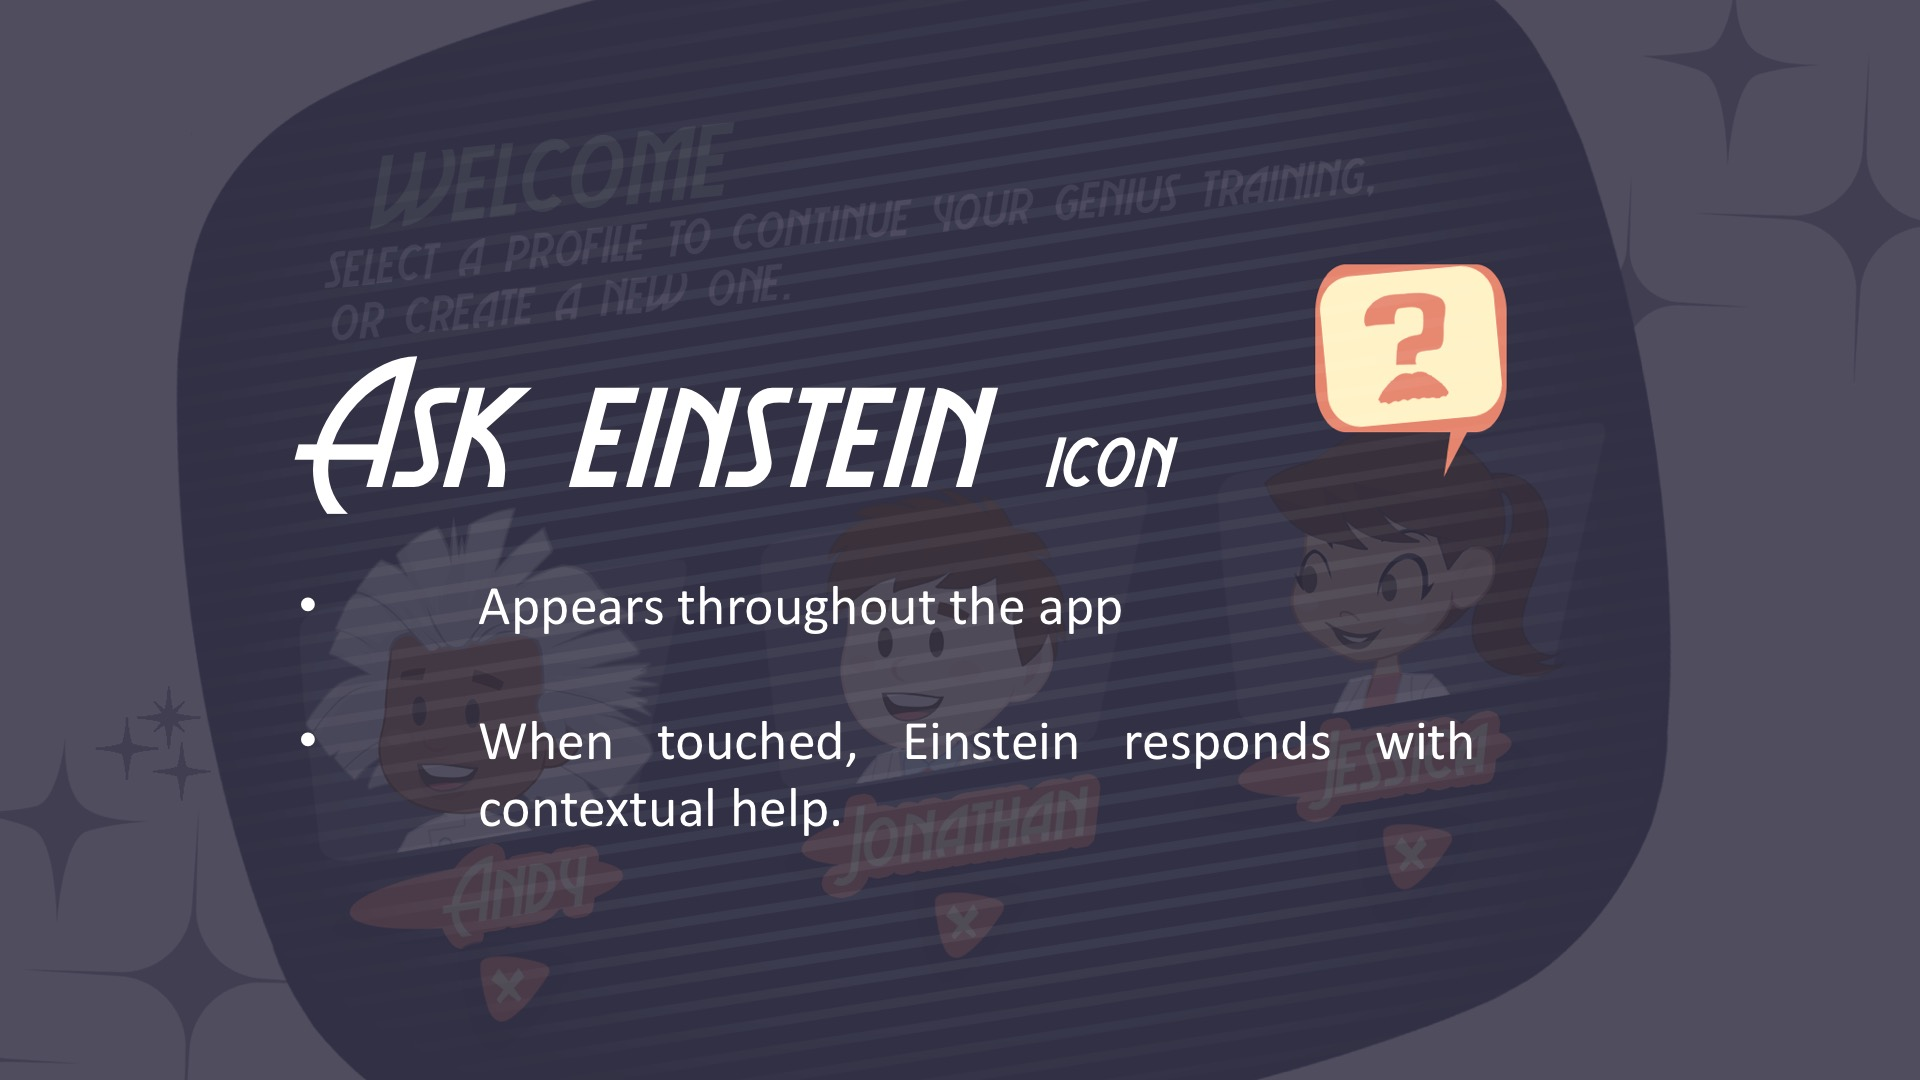 WELCOME
SELECT A PROFILE TO CONTINUE YOUR GENIUS TRAINING,
OR CREATE A NEW ONE.
?
ASK EINSTEIN ICON
• Appears throughout the app
• When touched, Einstein responds with
contextual help.
JESSICA
JONATHAN
ANDY